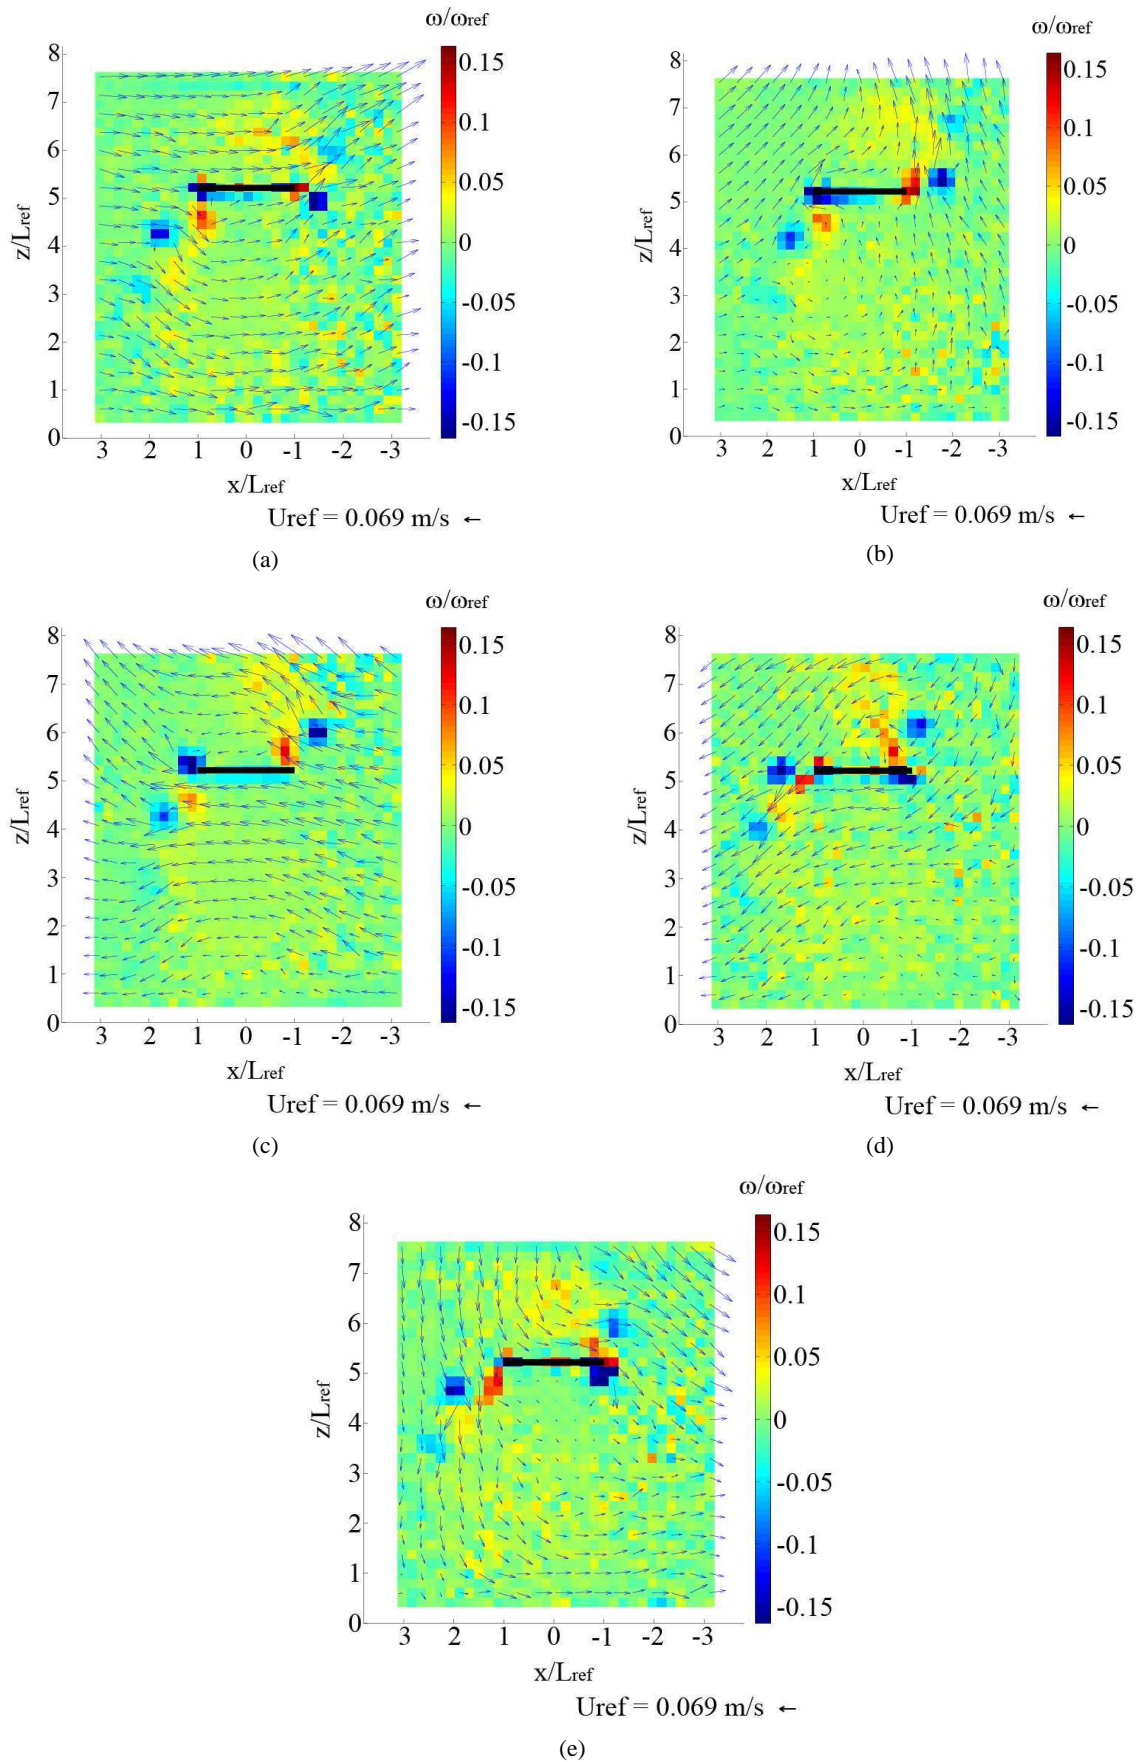 ω/ωref
8
7
6
5
4
3
2
1
0
z/Lref
3 2 1 0 -1 -2 -3
x/Lref
0.15
0.1
0.05
0
-0.05
-0.1
-0.15
Uref = 0.069 m/s ←
(a)
ω/ωref
8
7
6
5
4
3
2
1
0
z/Lref
3 2 1 0 -1 -2 -3
x/Lref
0.15
0.1
0.05
0
-0.05
-0.1
-0.15
Uref = 0.069 m/s ←
(b)
ω/ωref
8
7
6
5
4
3
2
1
0
z/Lref
3 2 1 0 -1 -2 -3
x/Lref
0.15
0.1
0.05
0
-0.05
-0.1
-0.15
Uref = 0.069 m/s ←
(c)
ω/ωref
8
7
6
5
4
3
2
1
0
z/Lref
3 2 1 0 -1 -2 -3
x/Lref
0.15
0.1
0.05
0
-0.05
-0.1
-0.15
Uref = 0.069 m/s ←
(d)
ω/ωref
8
7
6
5
4
3
2
1
0
z/Lref
3 2 1 0 -1 -2 -3
x/Lref
0.15
0.1
0.05
0
-0.05
-0.1
-0.15
Uref = 0.069 m/s ←
(e)